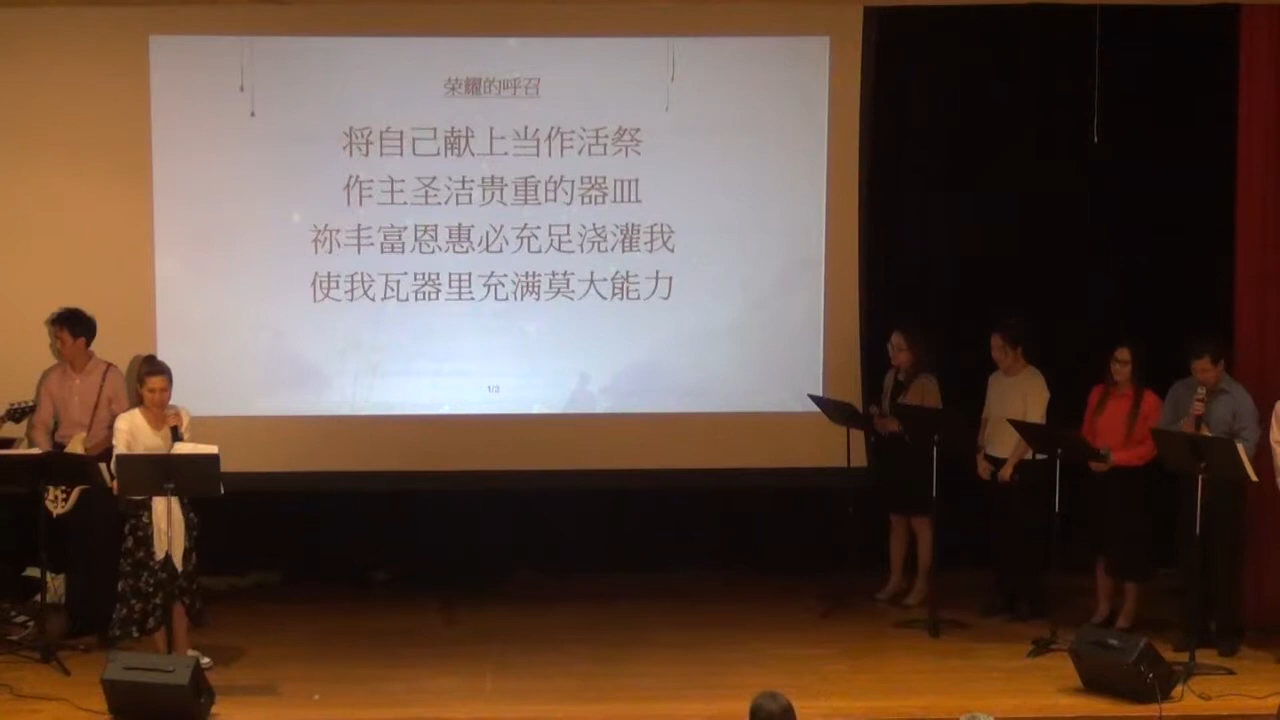 荣耀的呼召
将自己献上当作活祭
作主圣洁贵重的器皿
祢丰富恩惠必充足浇灌我
使我瓦器里充满莫大能力
1/3